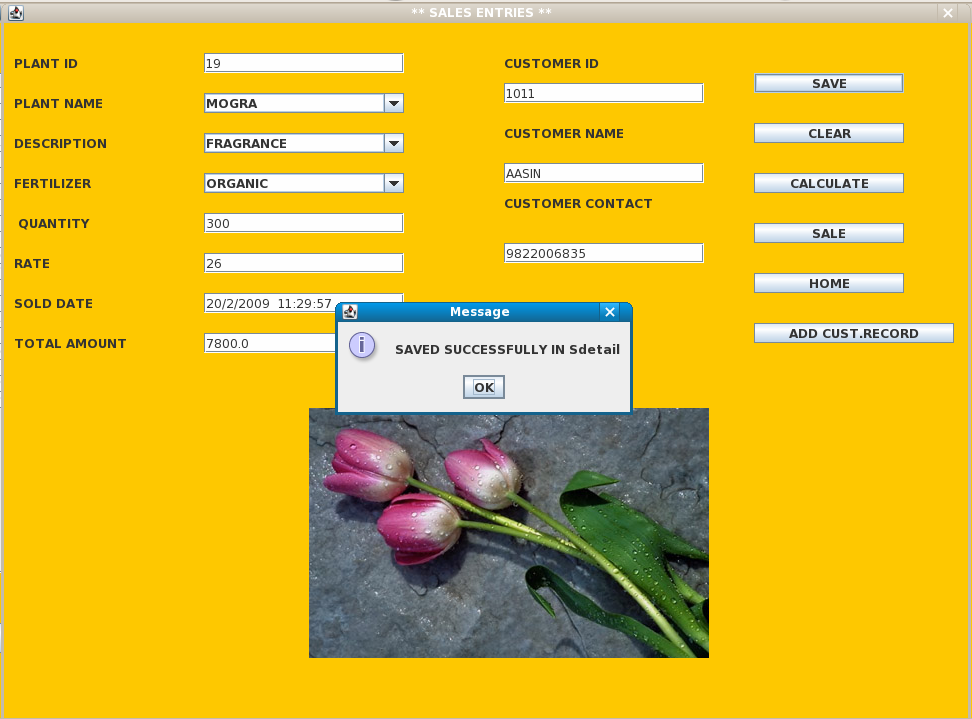 ** SALES ENTRIES **
PLANT ID
19
PLANT NAME
MOGRA
DESCRIPTION
FRAGRANCE
FERTILIZER
ORGANIC
QUANTITY
300
RATE
26
SOLD DATE
20/2/2009 11:29:57
TOTAL AMOUNT
7800.0
CUSTOMER ID
1011
CUSTOMER NAME
AASIN
CUSTOMER CONTACT
9822006835
SAVE
CLEAR
CALCULATE
SALE
HOME
ADD CUST.RECORD
Message
SAVED SUCCESSFULLY IN Sdetail
OK